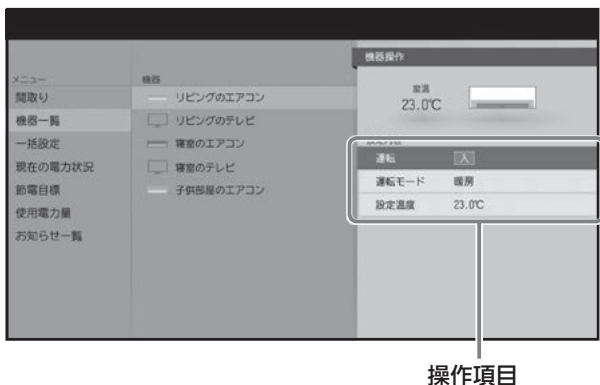 メニュー
間取り
機器一覧
一括設定
現在の電力状況
節電目標
使用電力量
お知らせ一覧
機器
リビングのエアコン
リビングのテレビ
寝室のエアコン
寝室のテレビ
子供部屋のエアコン
機器操作
室温
23.0℃
運転 入
運転モード 暖房
設定温度 23.0℃
操作項目